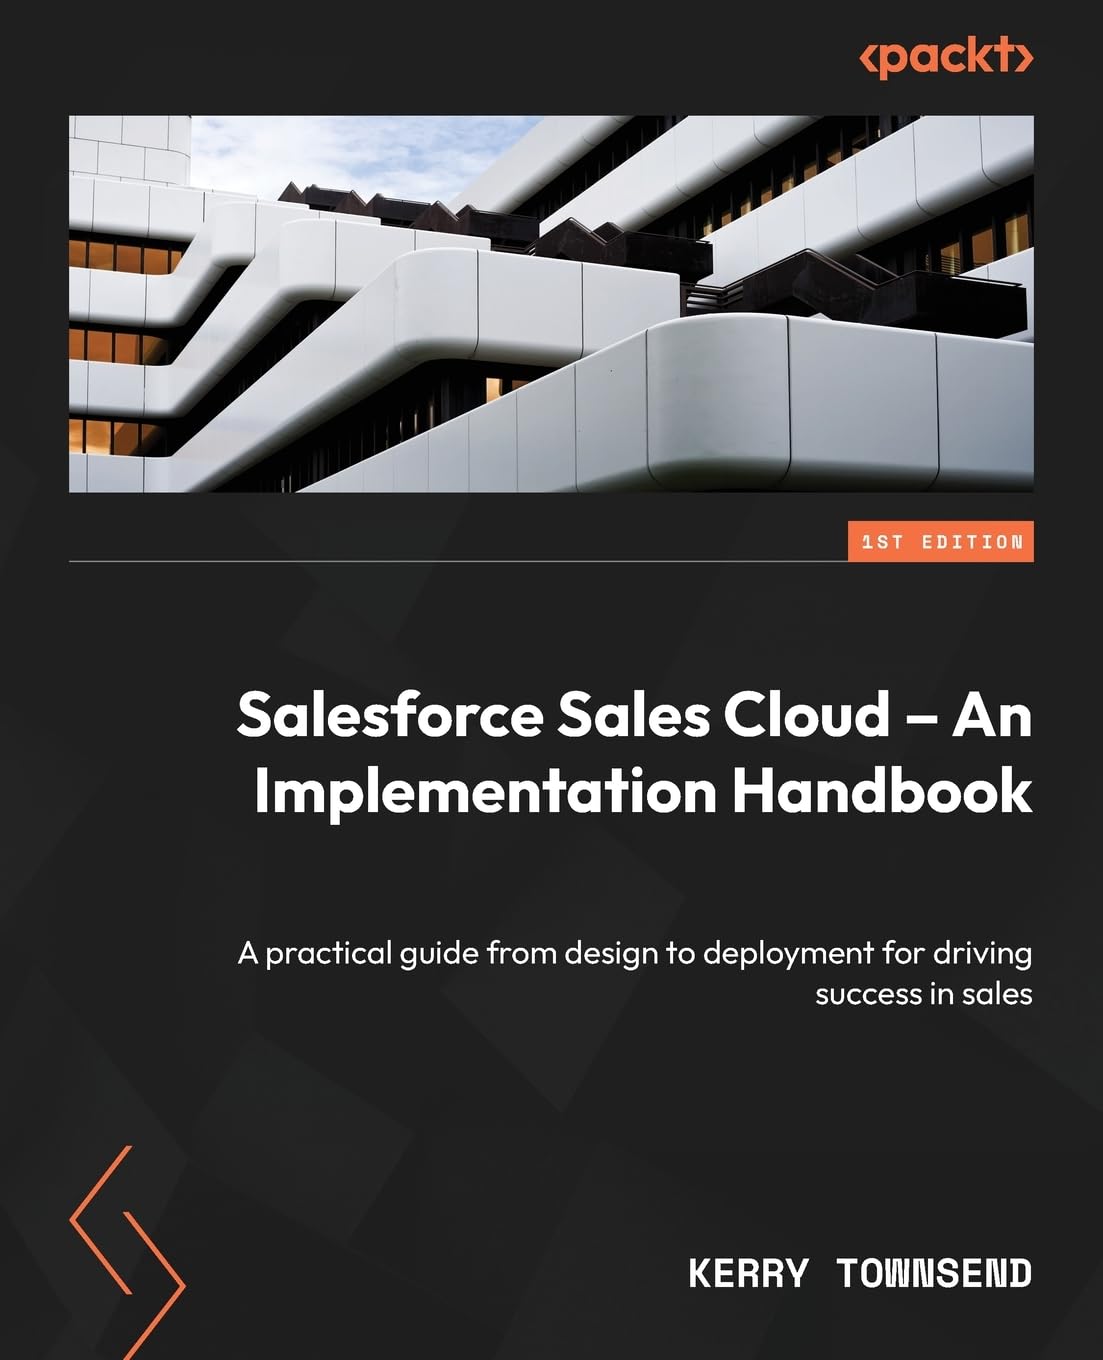 <packt>
1ST EDITION
Salesforce Sales Cloud – An
Implementation Handbook
A practical guide from design to deployment for driving
success in sales
KERRY TOWNSEND